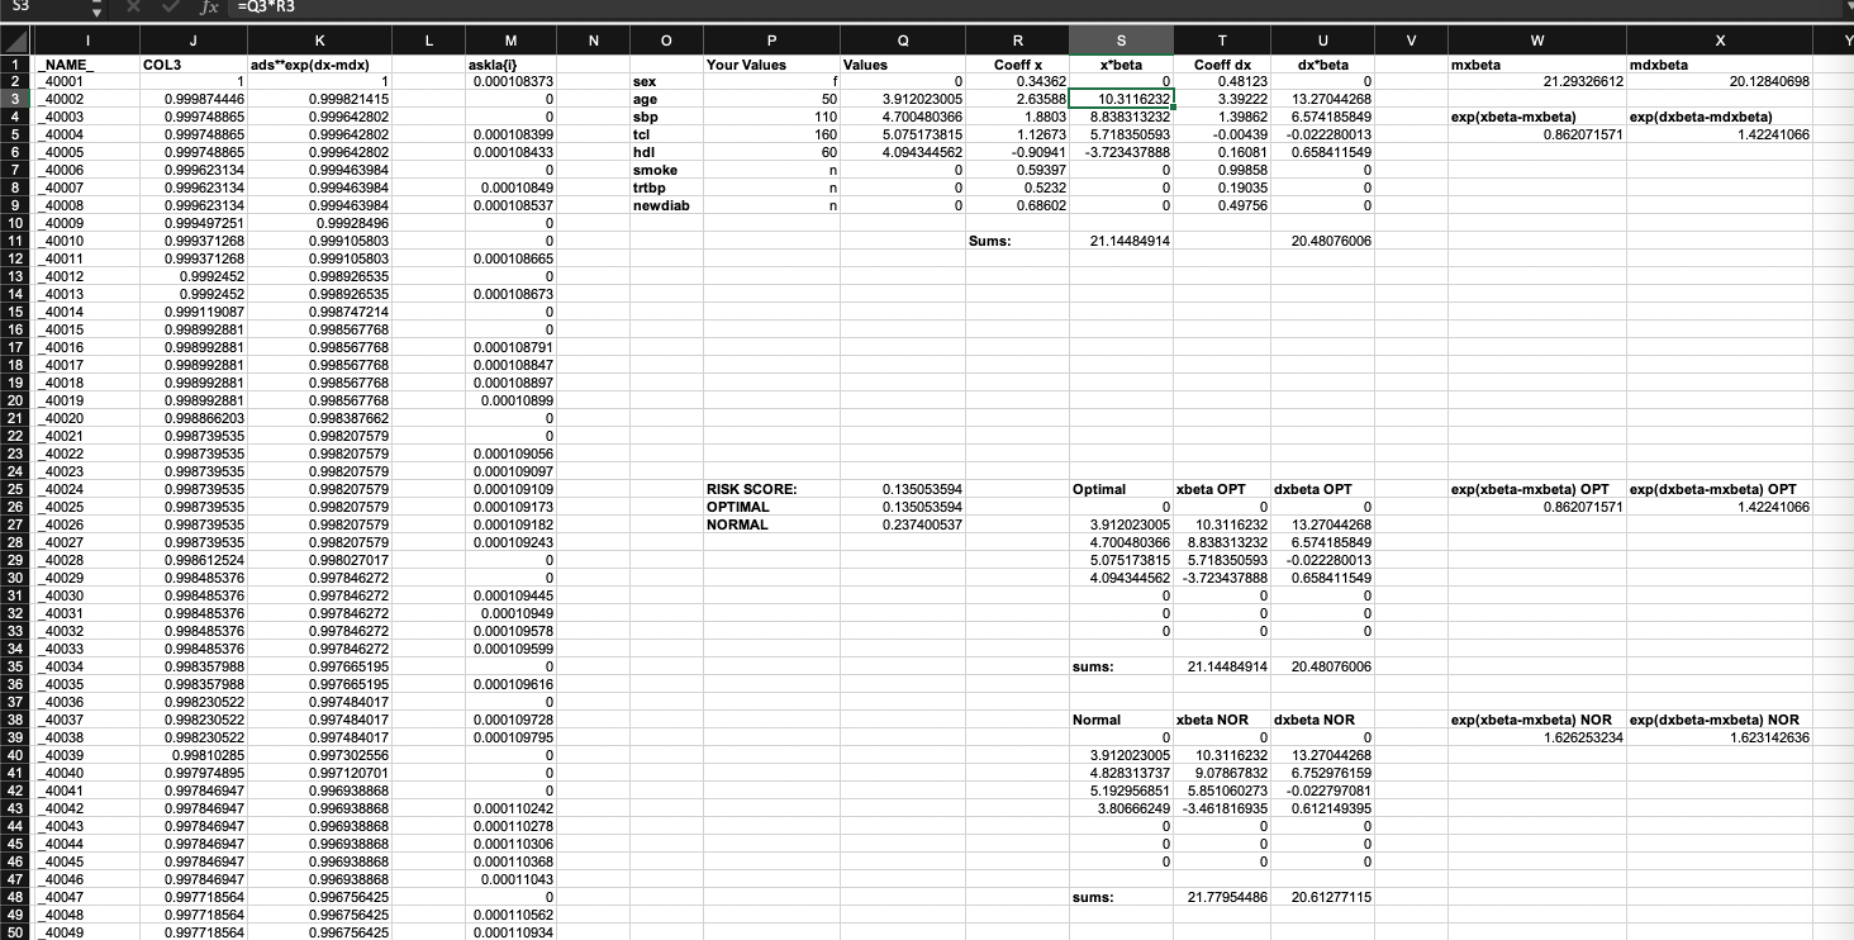 S3 fx =Q3*R3
I J K L M N O P Q R S T U V W X Y
1 _NAME_ COL3 ads**exp(dx-mdx) askla{i} Your Values Values Coeff x x*beta Coeff dx dx*beta mxbeta mdxbeta
2 _40001 1 1 0.000108373 sex f 0 0.34362 0 0.48123 0 21.29326612 20.12840698
3 _40002 0.999874446 0.999821415 0 age 50 3.912023005 2.63588 10.3116232 3.39222 13.27044268
4 _40003 0.999748865 0.999642802 0 sbp 110 4.700480366 1.8803 8.838313232 1.39862 6.574185849 exp(xbeta-mxbeta) exp(dxbeta-mdxbeta)
5 _40004 0.999748865 0.999642802 0.000108399 tcl 160 5.075173815 1.12673 5.718350593 -0.00439 -0.022280013 0.862071571 1.42241066
6 _40005 0.999748865 0.999642802 0.000108433 hdl 60 4.094344562 -0.90941 -3.723437888 0.16081 0.658411549
7 _40006 0.999623134 0.999463984 0 smoke n 0 0.59397 0 0.99858 0
8 _40007 0.999623134 0.999463984 0.00010849 trtbp n 0 0.5232 0 0.19035 0
9 _40008 0.999623134 0.999463984 0.000108537 newdiab n 0 0.68602 0 0.49756 0
10 _40009 0.999497251 0.99928496 0
11 _40010 0.999371268 0.999105803 0 Sums: 21.14484914 20.48076006
12 _40011 0.999371268 0.999105803 0.000108665
13 _40012 0.9992452 0.998926535 0
14 _40013 0.9992452 0.998926535 0.000108673
15 _40014 0.999119087 0.998747214 0
16 _40015 0.998992881 0.998567768 0
17 _40016 0.998992881 0.998567768 0.000108791
18 _40017 0.998992881 0.998567768 0.000108847
19 _40018 0.998992881 0.998567768 0.000108897
20 _40019 0.998992881 0.998567768 0.00010899
21 _40020 0.998866203 0.998387662 0
22 _40021 0.998739535 0.998207579 0
23 _40022 0.998739535 0.998207579 0.000109056
24 _40023 0.998739535 0.998207579 0.000109097
25 _40024 0.998739535 0.998207579 0.000109109 RISK SCORE: 0.135053594 Optimal xbeta OPT dxbeta OPT exp(xbeta-mxbeta) OPT exp(dxbeta-mxbeta) OPT
26 _40025 0.998739535 0.998207579 0.000109173 OPTIMAL 0.135053594 0 0 0 0.862071571 1.42241066
27 _40026 0.998739535 0.998207579 0.000109182 NORMAL 0.237400537 3.912023005 10.3116232 13.27044268
28 _40027 0.998739535 0.998207579 0.000109243 4.700480366 8.838313232 6.574185849
29 _40028 0.998612524 0.998027017 0 5.075173815 5.718350593 -0.022280013
30 _40029 0.998485376 0.997846272 0 4.094344562 -3.723437888 0.658411549
31 _40030 0.998485376 0.997846272 0.000109445 0 0 0
32 _40031 0.998485376 0.997846272 0.00010949 0 0 0
33 _40032 0.998485376 0.997846272 0.000109578 0 0 0
34 _40033 0.998485376 0.997846272 0.000109599
35 _40034 0.998357988 0.997665195 0 sums: 21.14484914 20.48076006
36 _40035 0.998357988 0.997665195 0.000109616
37 _40036 0.998230522 0.997484017 0
38 _40037 0.998230522 0.997484017 0.000109728 Normal xbeta NOR dxbeta NOR exp(xbeta-mxbeta) NOR exp(dxbeta-mxbeta) NOR
39 _40038 0.998230522 0.997484017 0.000109795 0 0 0 1.626253234 1.623142636
40 _40039 0.99810285 0.997302556 0 3.912023005 10.3116232 13.27044268
41 _40040 0.997974895 0.997120701 0 4.828313737 9.07867832 6.752976159
42 _40041 0.997846947 0.996938868 0 5.192956851 5.851060273 -0.022797081
43 _40042 0.997846947 0.996938868 0.000110242 3.80666249 -3.461816935 0.612149395
44 _40043 0.997846947 0.996938868 0.000110278 0 0 0
45 _40044 0.997846947 0.996938868 0.000110306 0 0 0
46 _40045 0.997846947 0.996938868 0.000110368 0 0 0
47 _40046 0.997846947 0.996938868 0.00011043
48 _40047 0.997718564 0.996756425 0 sums: 21.77954486 20.61277115
49 _40048 0.997718564 0.996756425 0.000110562
50 _40049 0.997718564 0.996756425 0.000110934